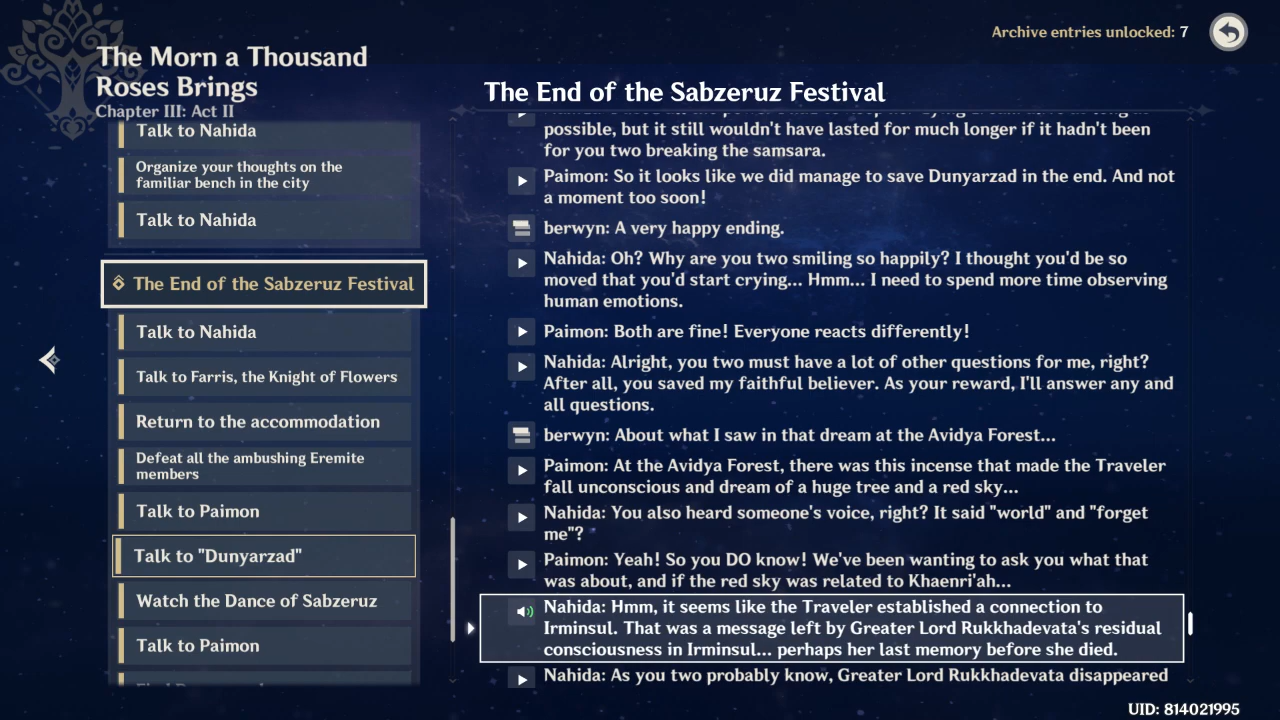 Archive entries unlocked: 7
The Morn a Thousand
Roses Brings
Chapter III: Act II
Talk to Nahida
Organize your thoughts on the
familiar bench in the city
Talk to Nahida
The End of the Sabzeruz Festival
Talk to Nahida
Talk to Farris, the Knight of Flowers
Return to the accommodation
Defeat all the ambushing Eremite
members
Talk to Paimon
Talk to "Dunyarzad"
Watch the Dance of Sabzeruz
Talk to Paimon
The End of the Sabzeruz Festival
possible, but it still wouldn't have lasted for much longer if it hadn't been
for you two breaking the samsara.
Paimon: So it looks like we did manage to save Dunyarzad in the end. And not
a moment too soon!
berwyn: A very happy ending.
Nahida: Oh? Why are you two smiling so happily? I thought you'd be so
moved that you'd start crying... Hmm... I need to spend more time observing
human emotions.
Paimon: Both are fine! Everyone reacts differently!
Nahida: Alright, you two must have a lot of other questions for me, right?
After all, you saved my faithful believer. As your reward, I'll answer any and
all questions.
berwyn: About what I saw in that dream at the Avidya Forest...
Paimon: At the Avidya Forest, there was this incense that made the Traveler
fall unconscious and dream of a huge tree and a red sky...
Nahida: You also heard someone's voice, right? It said "world" and "forget
me"?
Paimon: Yeah! So you DO know! We've been wanting to ask you what that
was about, and if the red sky was related to Khaenri'ah...
Nahida: Hmm, it seems like the Traveler established a connection to
Irminsul. That was a message left by Greater Lord Rukkhadevata's residual
consciousness in Irminsul... perhaps her last memory before she died.
Nahida: As you two probably know, Greater Lord Rukkhadevata disappeared
UID: 814021995